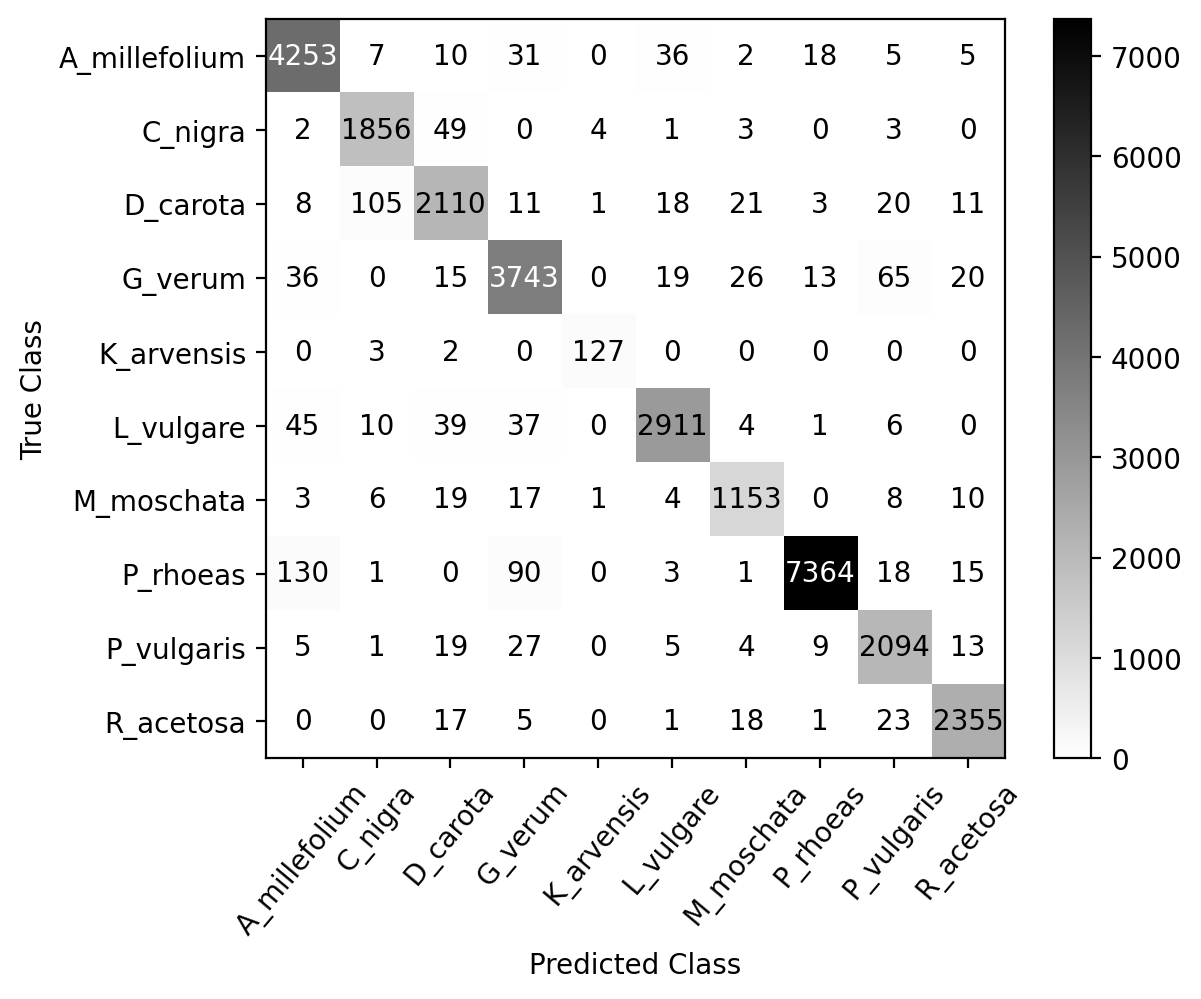 A_millefolium 4253 7 10 31 0 36 2 18 5 5
C_nigra 2 1856 49 0 4 1 3 0 3 0
D_carota 8 105 2110 11 1 18 21 3 20 11
G_verum 36 0 15 3743 0 19 26 13 65 20
K_arvensis 0 3 2 0 127 0 0 0 0 0
L_vulgare 45 10 39 37 0 2911 4 1 6 0
M_moschata 3 6 19 17 1 4 1153 0 8 10
P_rhoeas 130 1 0 90 0 3 1 7364 18 15
P_vulgaris 5 1 19 27 0 5 4 9 2094 13
R_acetosa 0 0 17 5 0 1 18 1 23 2355
True Class
A_millefolium C_nigra D_carota G_verum K_arvensis L_vulgare M_moschata P_rhoeas P_vulgaris R_acetosa
Predicted Class
7000
6000
5000
4000
3000
2000
1000
0